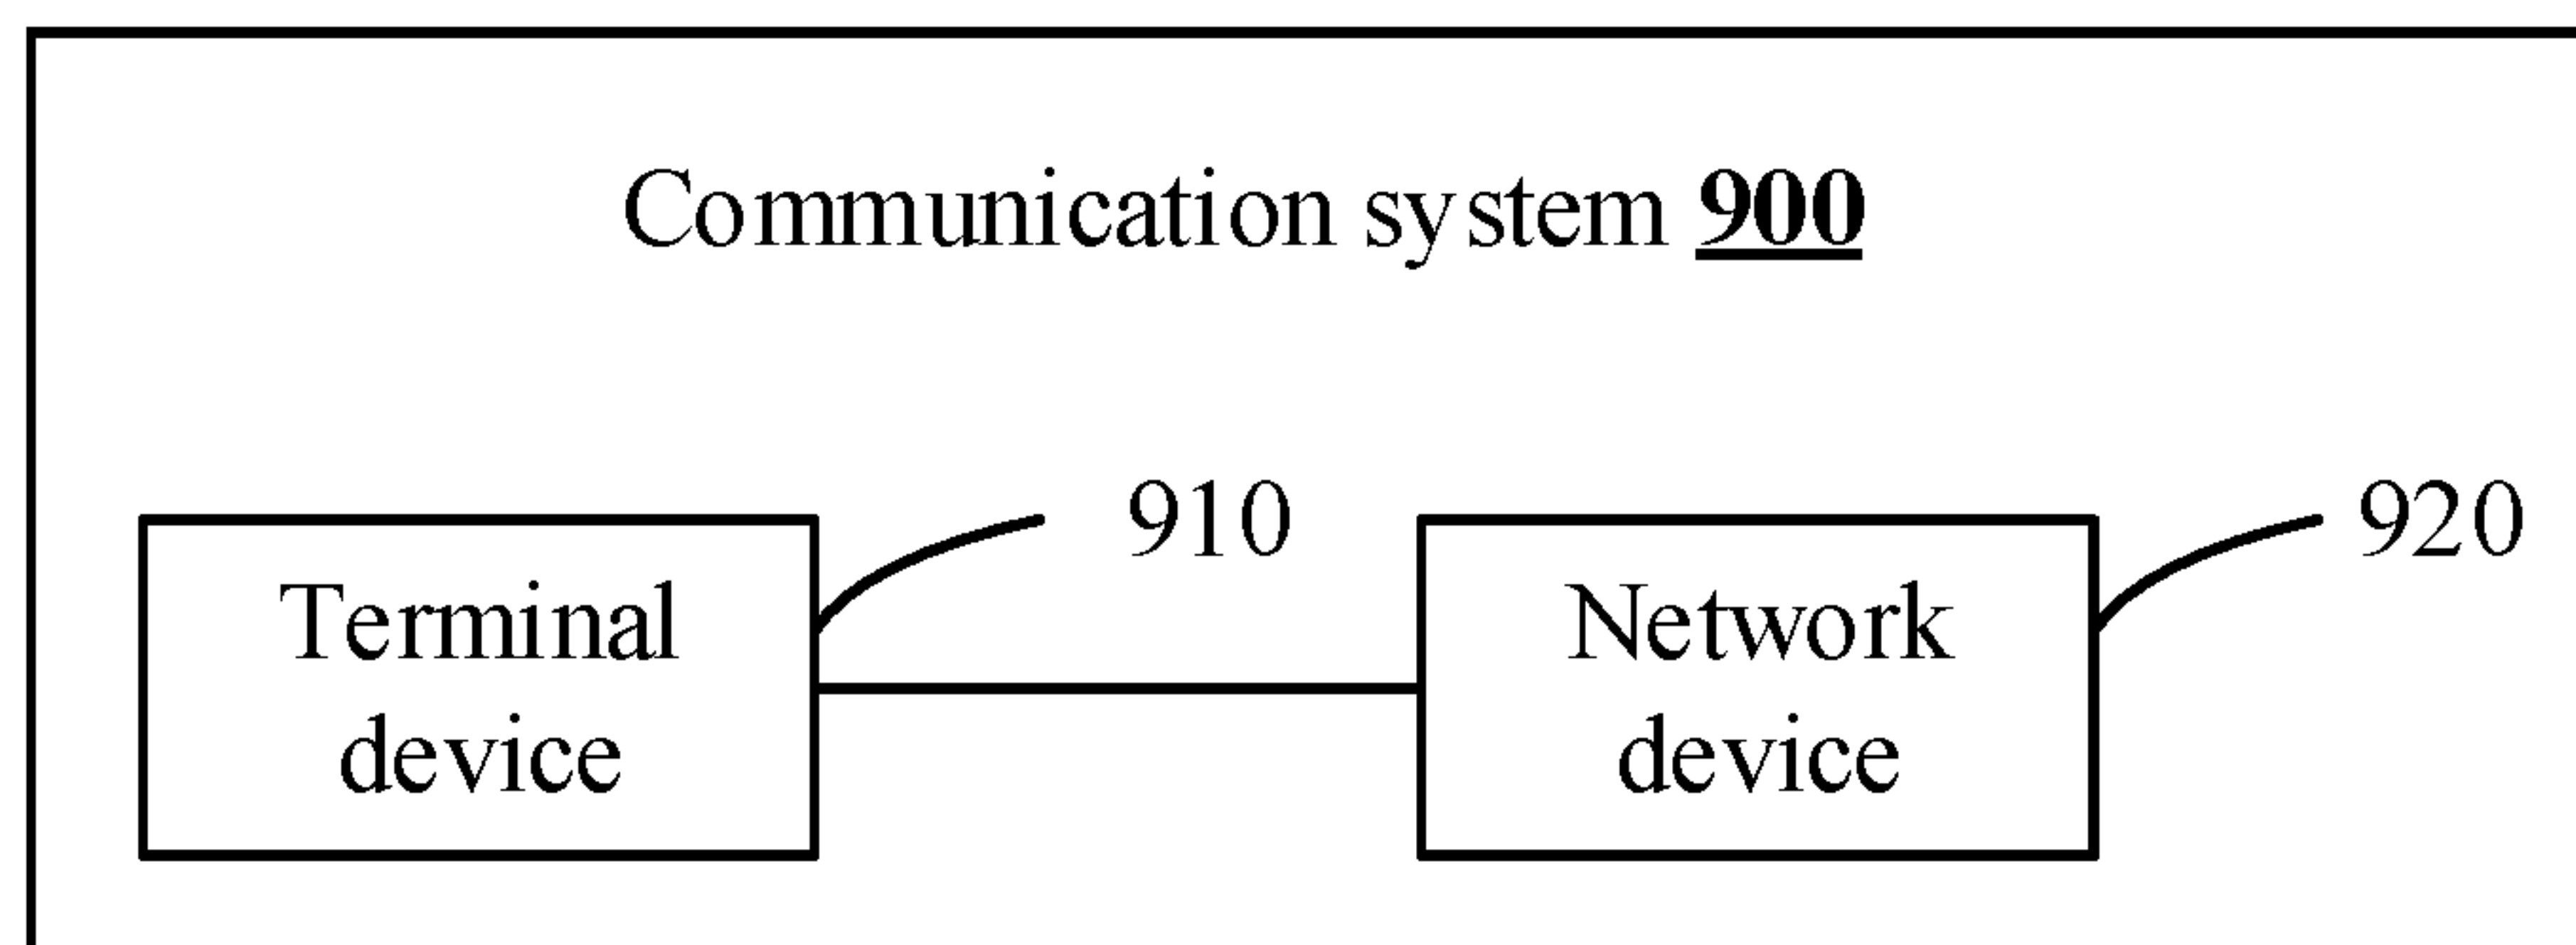 Communication system 900
910
920
Terminal
device
Network
device